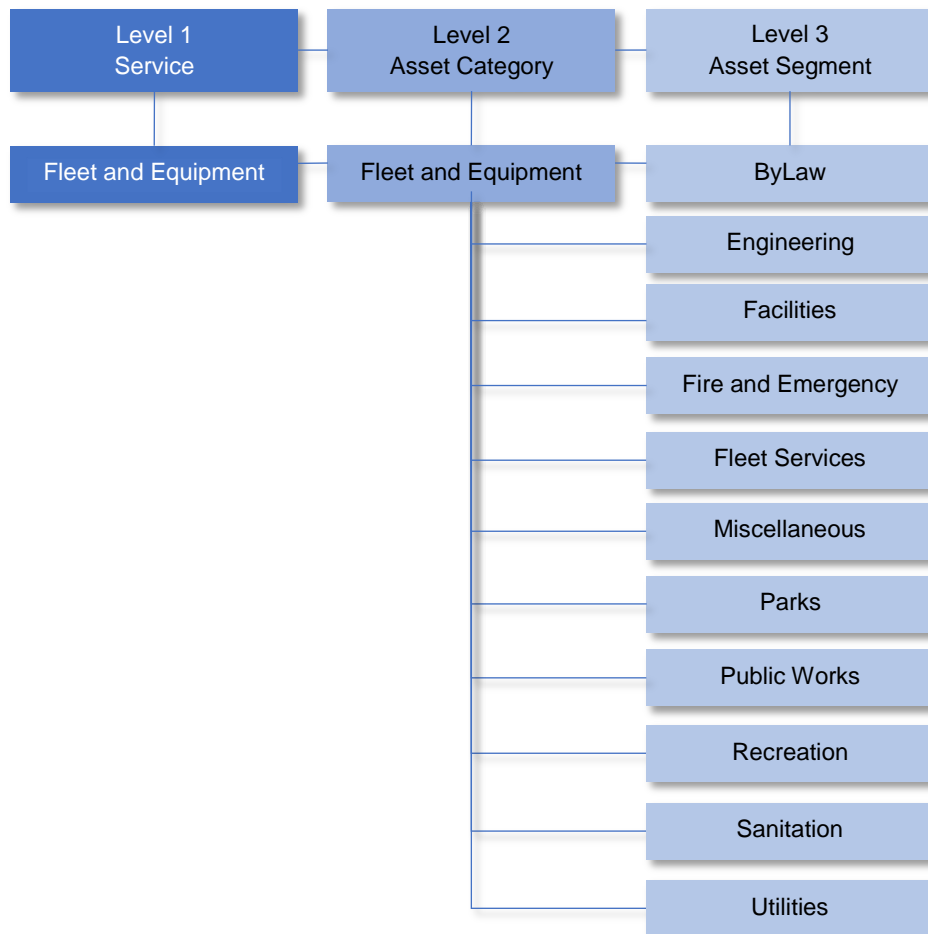 Level 1
Service
Level 2
Asset Category
Level 3
Asset Segment
Fleet and Equipment
Fleet and Equipment
ByLaw
Engineering
Facilities
Fire and Emergency
Fleet Services
Miscellaneous
Parks
Public Works
Recreation
Sanitation
Utilities